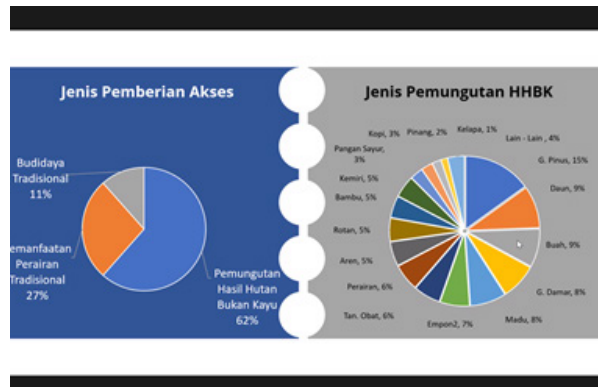 Jenis Pemberian Akses
Budidaya
Tradisional
11%
emanfaatan
Perairan
Tradisional
27%
Pemungutan
Hasil Hutan
Bukan Kayu
62%
Jenis Pemungutan HHBK
Kopi, 3%
Pinang, 2%
Kelapa, 1%
Lain - Lain , 4%
Pangan Sayur,
3%
G. Pinus, 15%
Kemiri, 5%
Daun, 9%
Bambu, 5%
Rotan, 5%
Buah, 9%
Aren, 5%
G. Damar, 8%
Perairan, 6%
Tan. Obat, 6%
Empon2, 7%
Madu, 8%